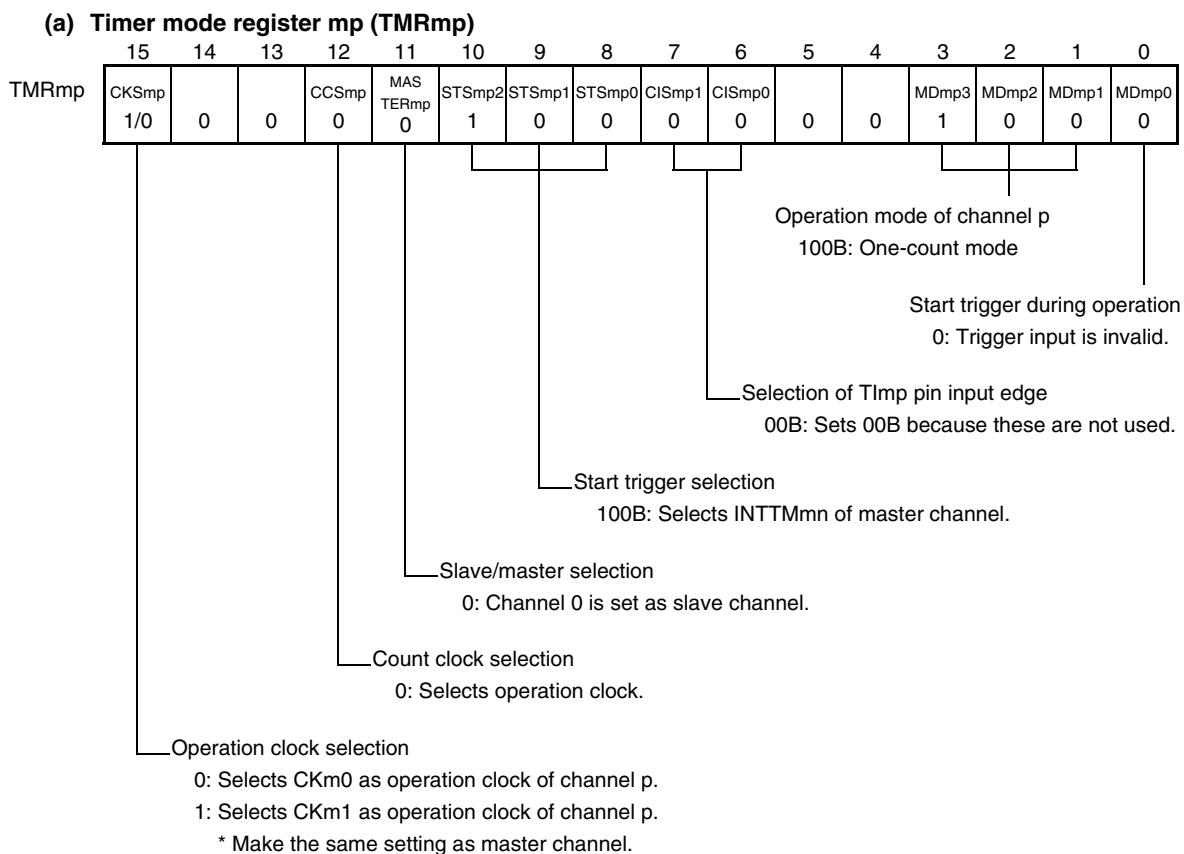 (a) Timer mode register mp (TMRmp)
15 14 13 12 11 10 9 8 7 6 5 4 3 2 1 0
TMRmp CKSmp CCSmp MAS STSmp2 STSmp1 STSmp0 CISmp1 CISmp0 MDmp3 MDmp2 MDmp1 MDmp0
TERmp
1/0 0 0 0 0 1 0 0 0 0 0 0 1 0 0 0
Operation mode of channel p
100B: One-count mode
Start trigger during operation
0: Trigger input is invalid.
Selection of TImp pin input edge
00B: Sets 00B because these are not used.
Start trigger selection
100B: Selects INTTMmn of master channel.
Slave/master selection
0: Channel 0 is set as slave channel.
Count clock selection
0: Selects operation clock.
Operation clock selection
0: Selects CKm0 as operation clock of channel p.
1: Selects CKm1 as operation clock of channel p.
* Make the same setting as master channel.